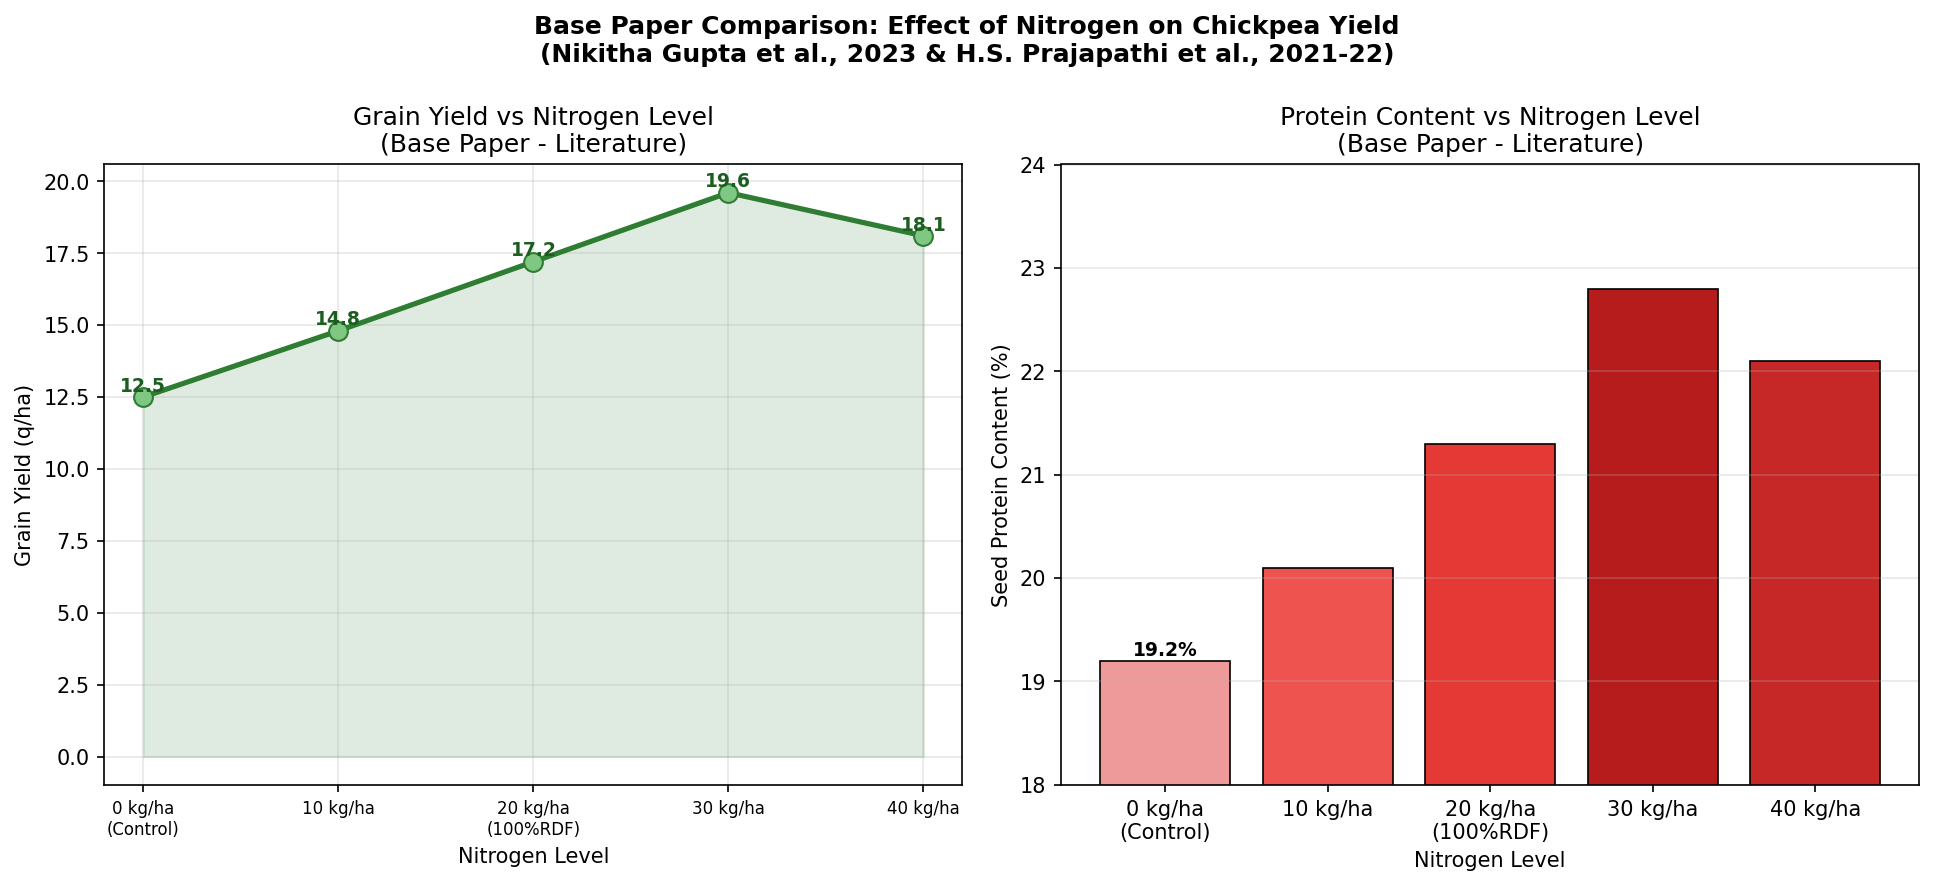 Base Paper Comparison: Effect of Nitrogen on Chickpea Yield
(Nikitha Gupta et al., 2023 & H.S. Prajapathi et al., 2021-22)
Grain Yield vs Nitrogen Level
(Base Paper - Literature)
Grain Yield (q/ha)
20.0
17.5
15.0
12.5
10.0
7.5
5.0
2.5
0.0
12.5
14.8
17.2
19.6
18.1
0 kg/ha
(Control)
10 kg/ha
20 kg/ha
(100%RDF)
30 kg/ha
40 kg/ha
Nitrogen Level
Protein Content vs Nitrogen Level
(Base Paper - Literature)
Seed Protein Content (%)
24
23
22
21
20
19
18
19.2%
0 kg/ha
(Control)
10 kg/ha
20 kg/ha
(100%RDF)
30 kg/ha
40 kg/ha
Nitrogen Level